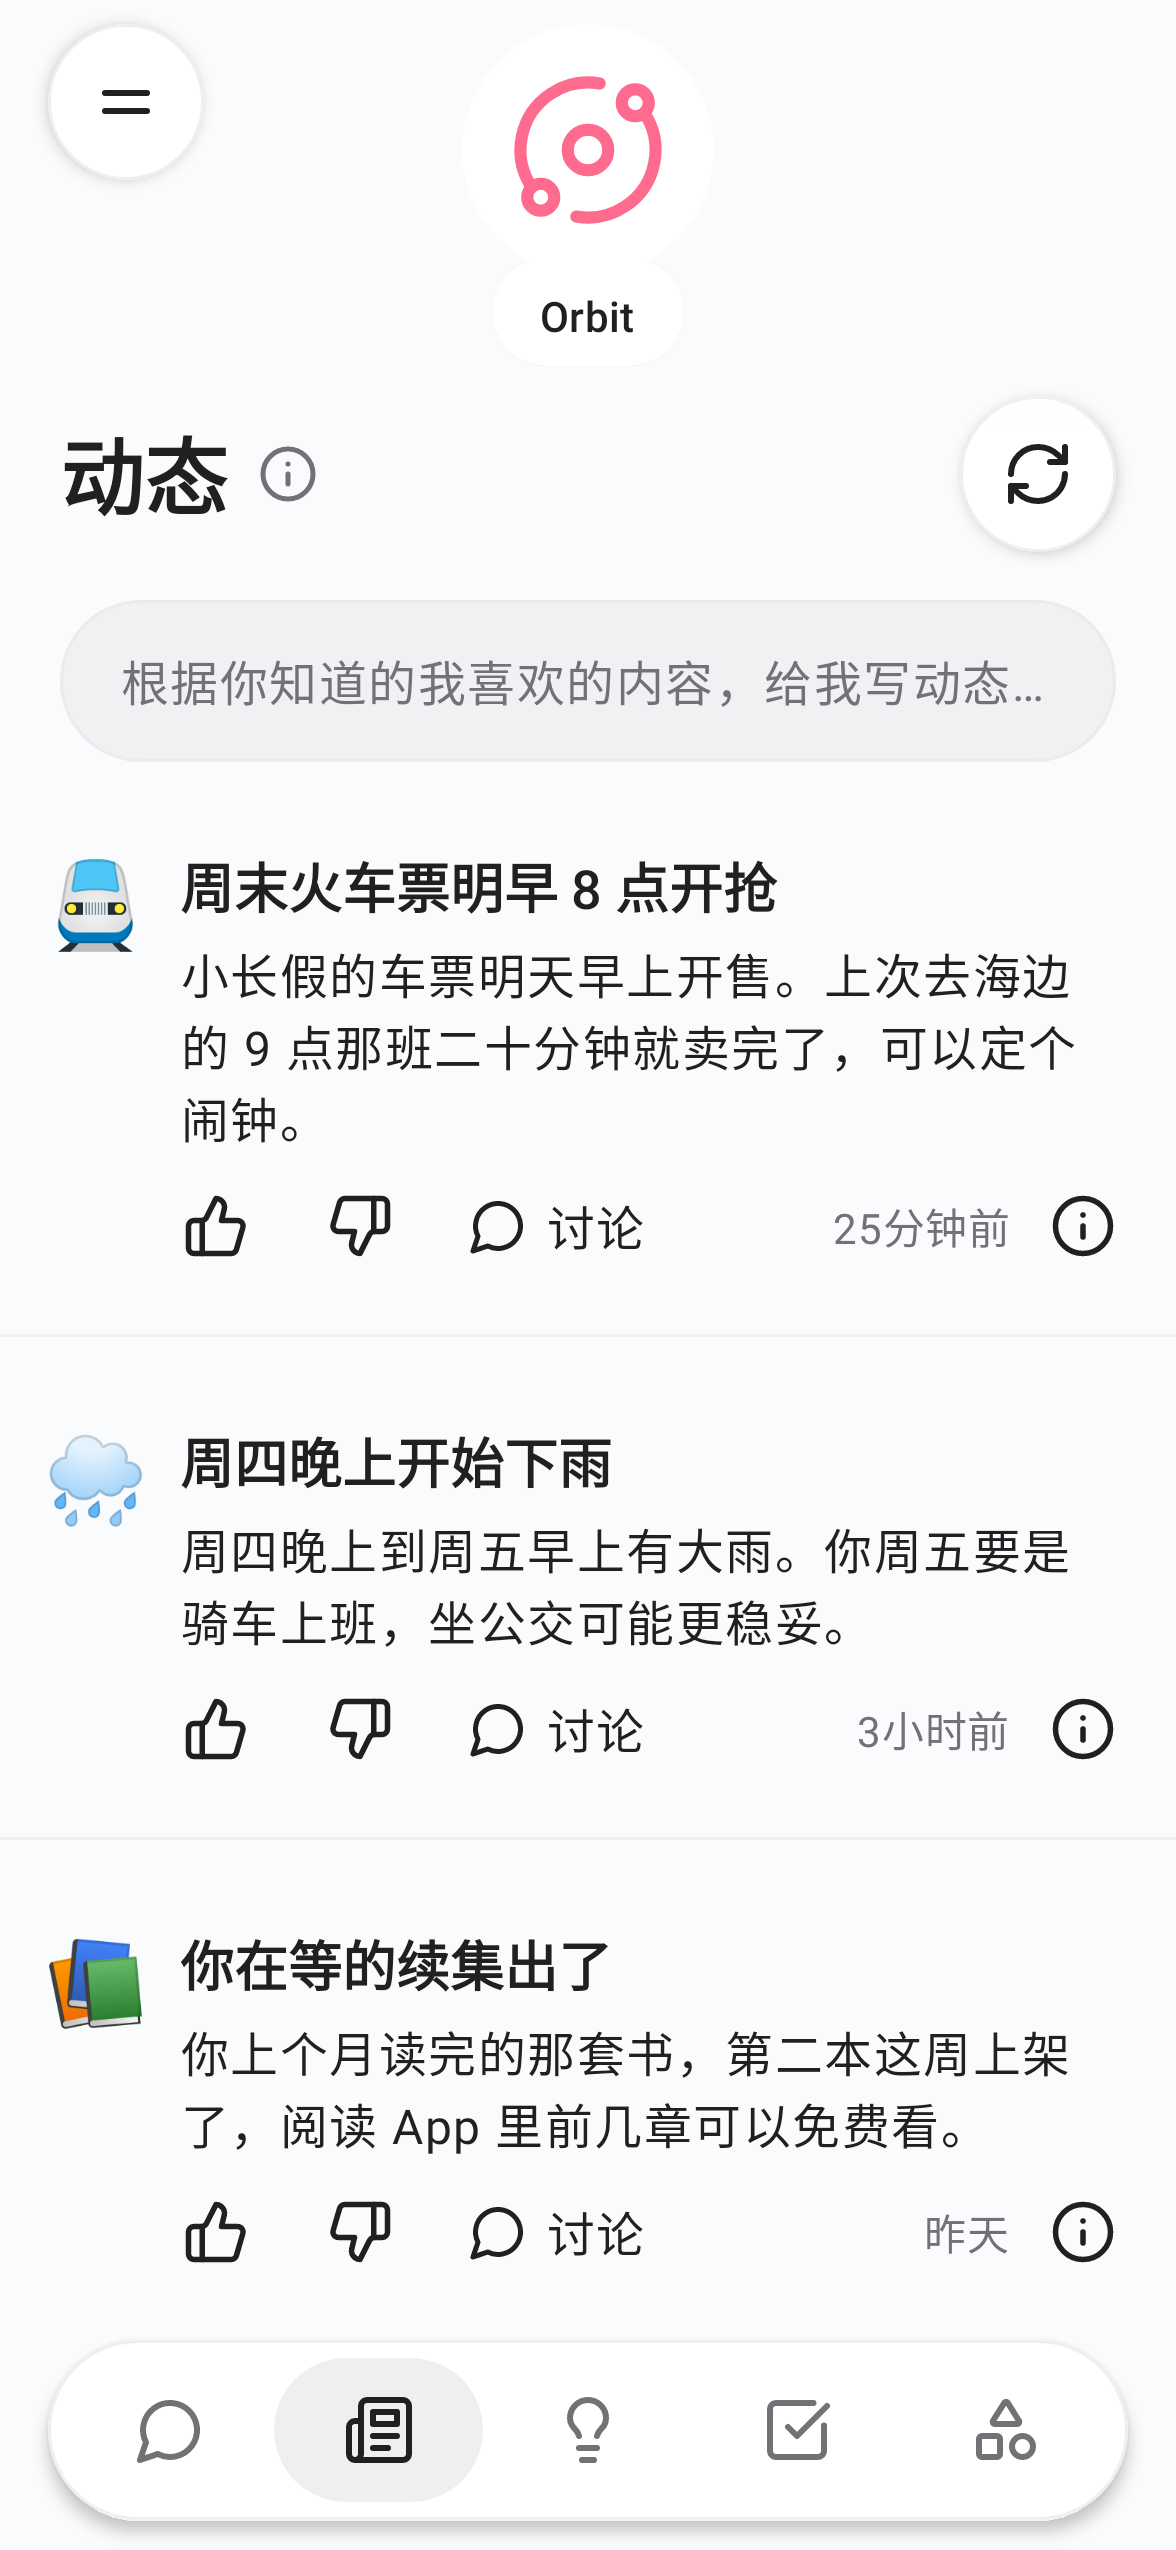 Orbit
动态
根据你知道的我喜欢的内容，给我写动态...
周末火车票明早 8 点开抢
小长假的车票明天早上开售。上次去海边
的 9 点那班二十分钟就卖完了，可以定个
闹钟。
讨论
25分钟前
周四晚上开始下雨
周四晚上到周五早上有大雨。你周五要是
骑车上班，坐公交可能更稳妥。
讨论
3小时前
你在等的续集出了
你上个月读完的那套书，第二本这周上架
了，阅读 App 里前几章可以免费看。
讨论
昨天